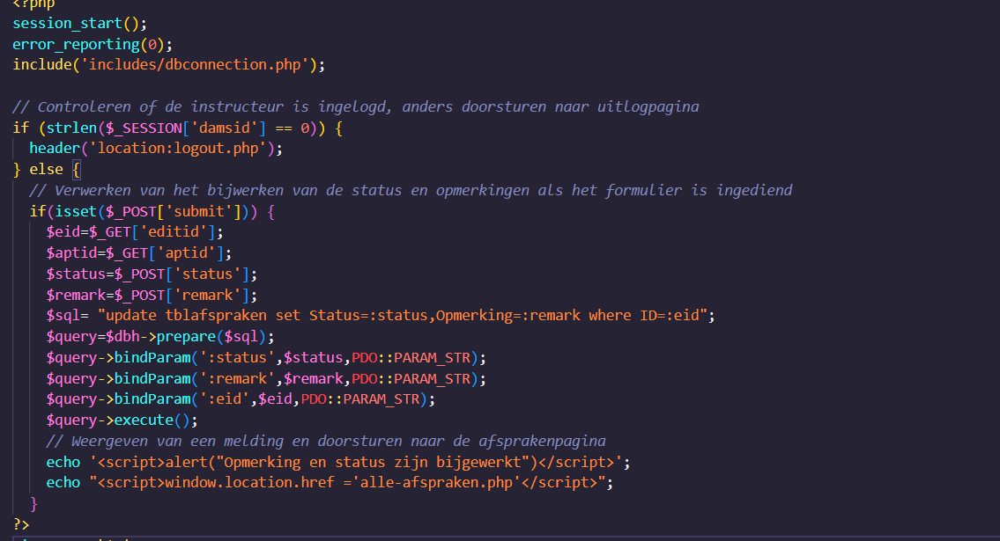 <?php
session_start();
error_reporting(0);
include('includes/dbconnection.php');
// Controleren of de instructeur is ingelogd, anders doorsturen naar uitlogpagina
if (strlen($_SESSION['damsid'] == 0)) {
header('location:logout.php');
} else {
// Verwerken van het bijwerken van de status en opmerkingen als het formulier is ingediend
if(isset($_POST['submit'])) {
$eid=$_GET['editid'];
$aptid=$_GET['aptid'];
$status=$_POST['status'];
$remark=$_POST['remark'];
$sql= "update tblafspraken set Status=:status,Opmerking=:remark where ID=:eid";
$query=$dbh->prepare($sql);
$query->bindParam(':status',$status,PDO::PARAM_STR);
$query->bindParam(':remark',$remark,PDO::PARAM_STR);
$query->bindParam(':eid',$eid,PDO::PARAM_STR);
$query->execute();
// Weergeven van een melding en doorsturen naar de afsprakenpagina
echo '<script>alert("Opmerking en status zijn bijgewerkt")</script>';
echo "<script>window.location.href ='alle-afspraken.php'</script>";
}
?>